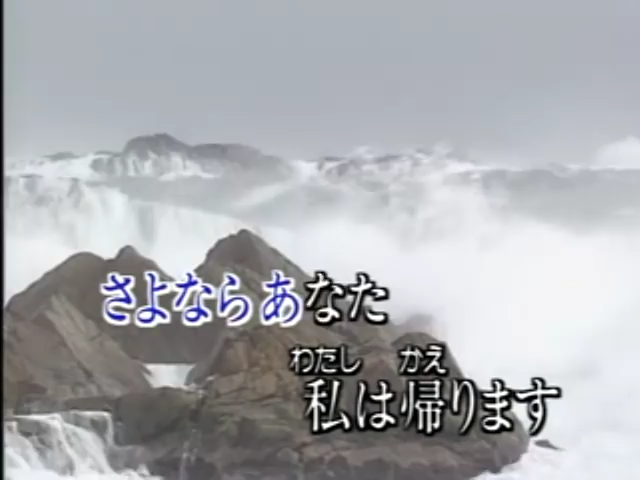 さよならあなた
わたし かえ
私は帰ります